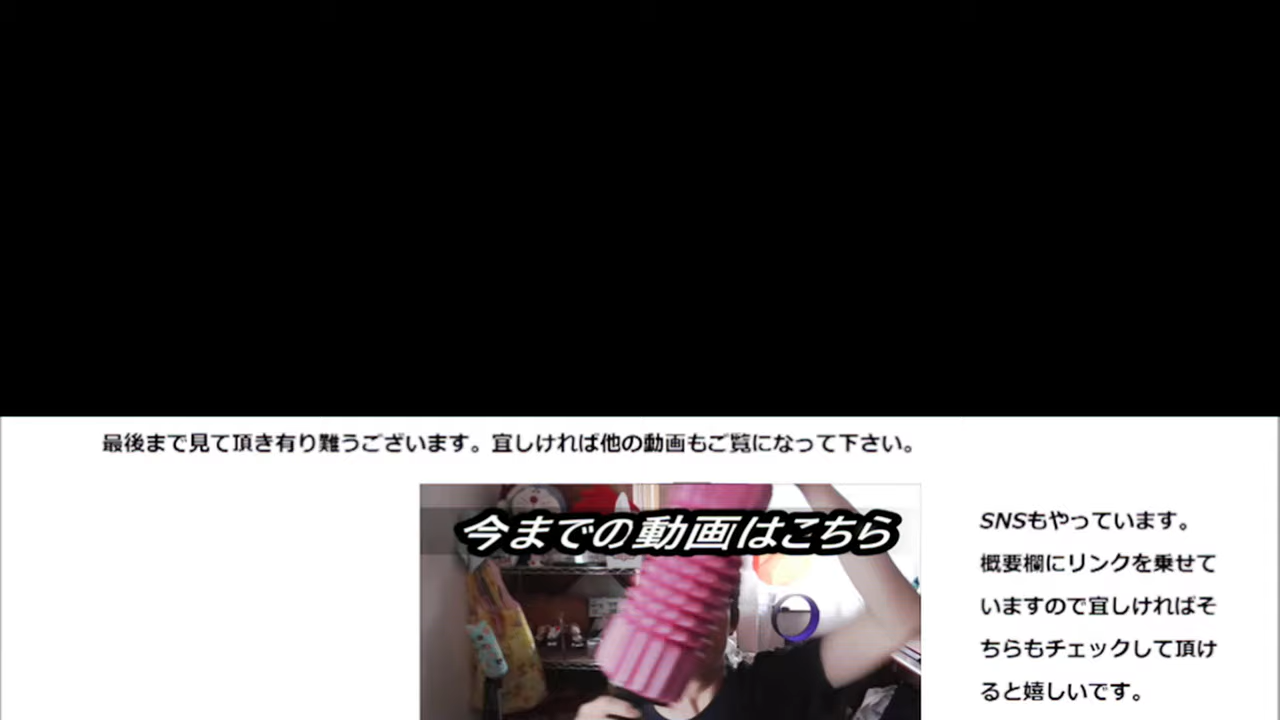 最後まで見て頂き有り難うございます。宜しければ他の動画もご覧になって下さい。
今までの動画はこちら
SNSもやっています。
概要欄にリンクを乗せて
いますので宜しければそ
ちらもチェックして頂け
ると嬉しいです。